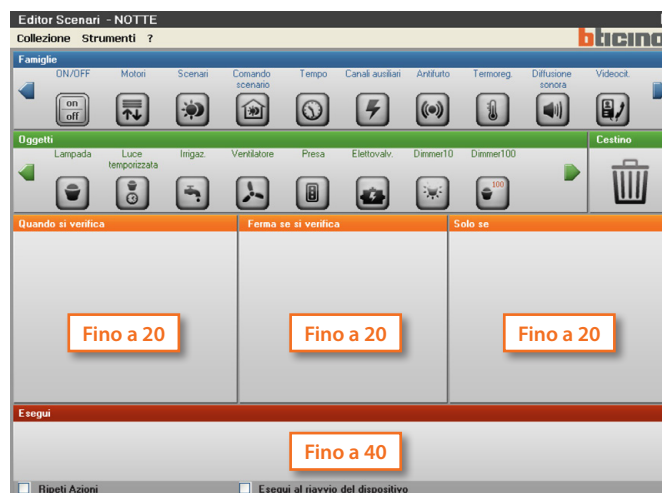 Editor Scenari - NOTTE
Collezione Strumenti ?
bticino
Famiglie
ON/OFF Motori Scenari Comando scenario Tempo Canali ausiliari Antifurto Termoreg. Diffusione sonora Videocit.
on
off
Oggetti
Cestino
Lampada Luce temporizzata Irrigaz. Ventilatore Presa Elettovalv. Dimmer10 Dimmer100
100
Quando si verifica Ferma se si verifica Solo se
Fino a 20 Fino a 20 Fino a 20
Esegui
Fino a 40
Ripeti Azioni Esegui al riavvio del dispositivo